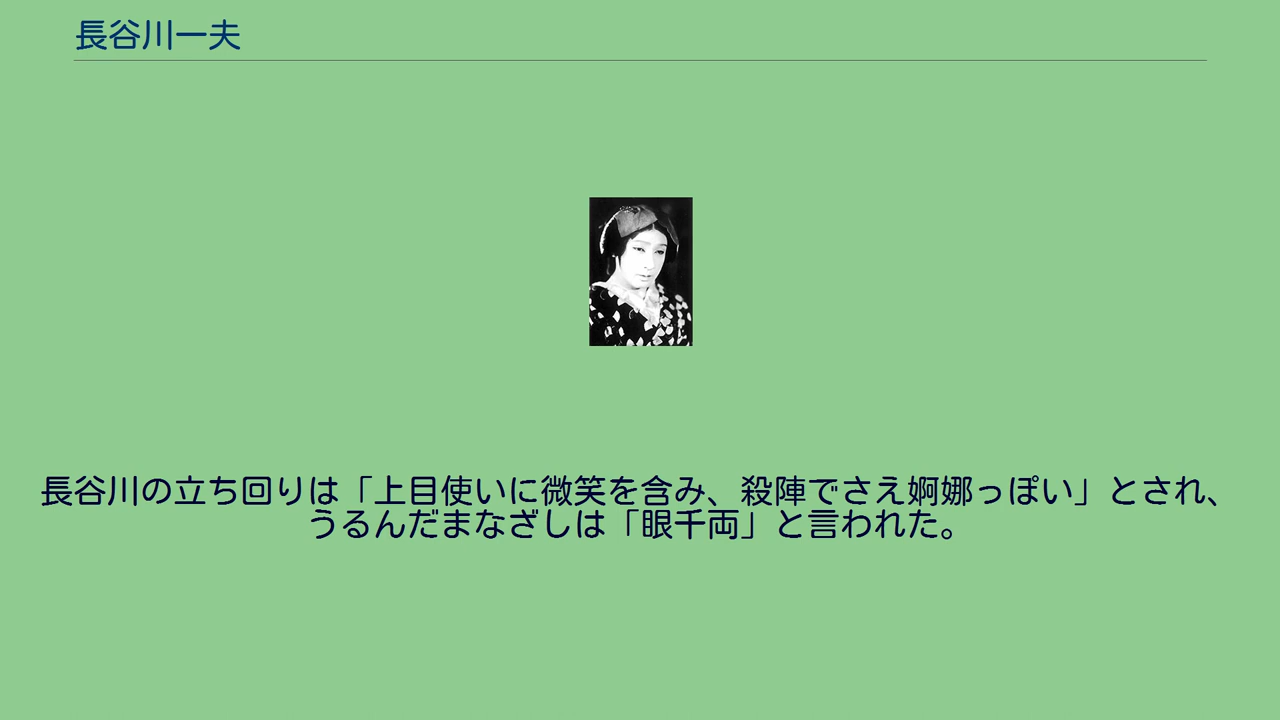 長谷川一夫
長谷川の立ち回りは「上目使いに微笑を含み、殺陣でさえ婀娜っぽい」とされ、
うるんだまなざしは「眼千両」と言われた。